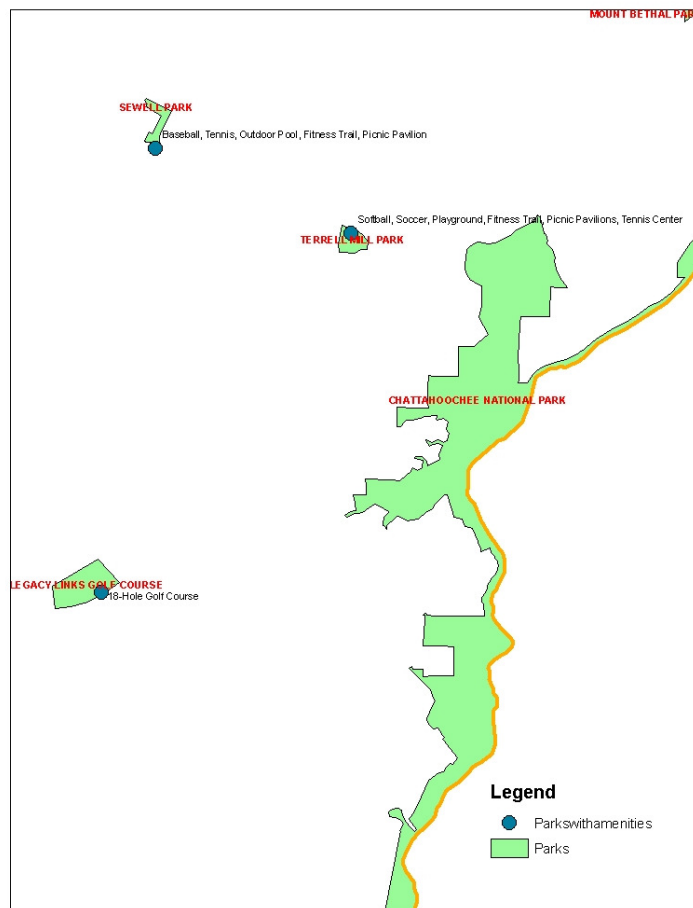 MOUNT BETHAL PAR
SEWELL PARK
Baseball, Tennis, Outdoor Pool, Fitness Trail, Picnic Pavilion
Softball, Soccer, Playground, Fitness Trail, Picnic Pavilions, Tennis Center
TERRELL MILL PARK
CHATTAHOOCHEE NATIONAL PARK
LEGACY LINKS GOLF COURSE
18-Hole Golf Course
Legend
Parkswithamenities
Parks